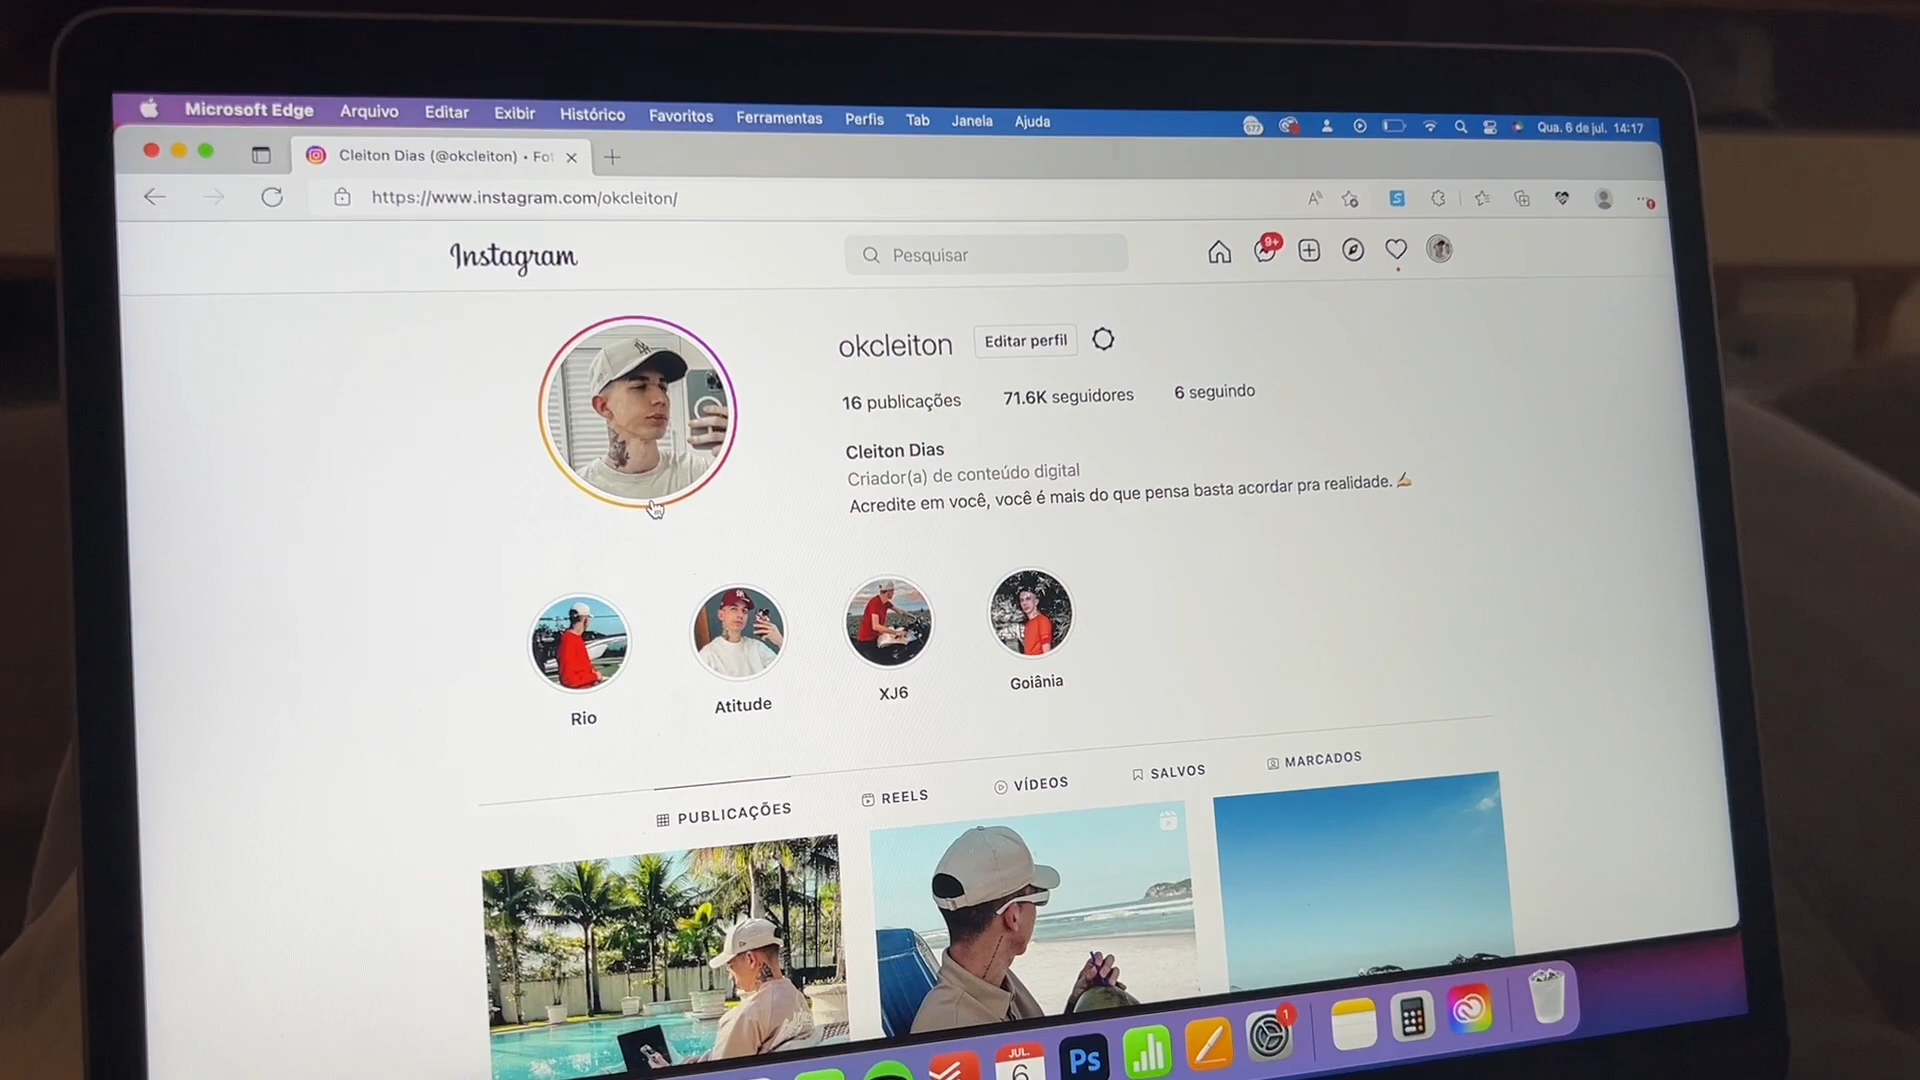 Microsoft Edge Arquivo Editar Exibir Histórico Favoritos Ferramentas Perfis Tab Janela Ajuda
577
Qua. 6 de jul. 14:17
Cleiton Dias (@okcleiton) • Fo
https://www.instagram.com/okcleiton/
Instagram
Pesquisar
9+
okcleiton
Editar perfil
16 publicações 71.6K seguidores 6 seguindo
Cleiton Dias
Criador(a) de conteúdo digital
Acredite em você, você é mais do que pensa basta acordar pra realidade.
Rio
Atitude
XJ6
Goiânia
PUBLICAÇÕES
REELS
VÍDEOS
SALVOS
MARCADOS
JUL.
6
Ps
1